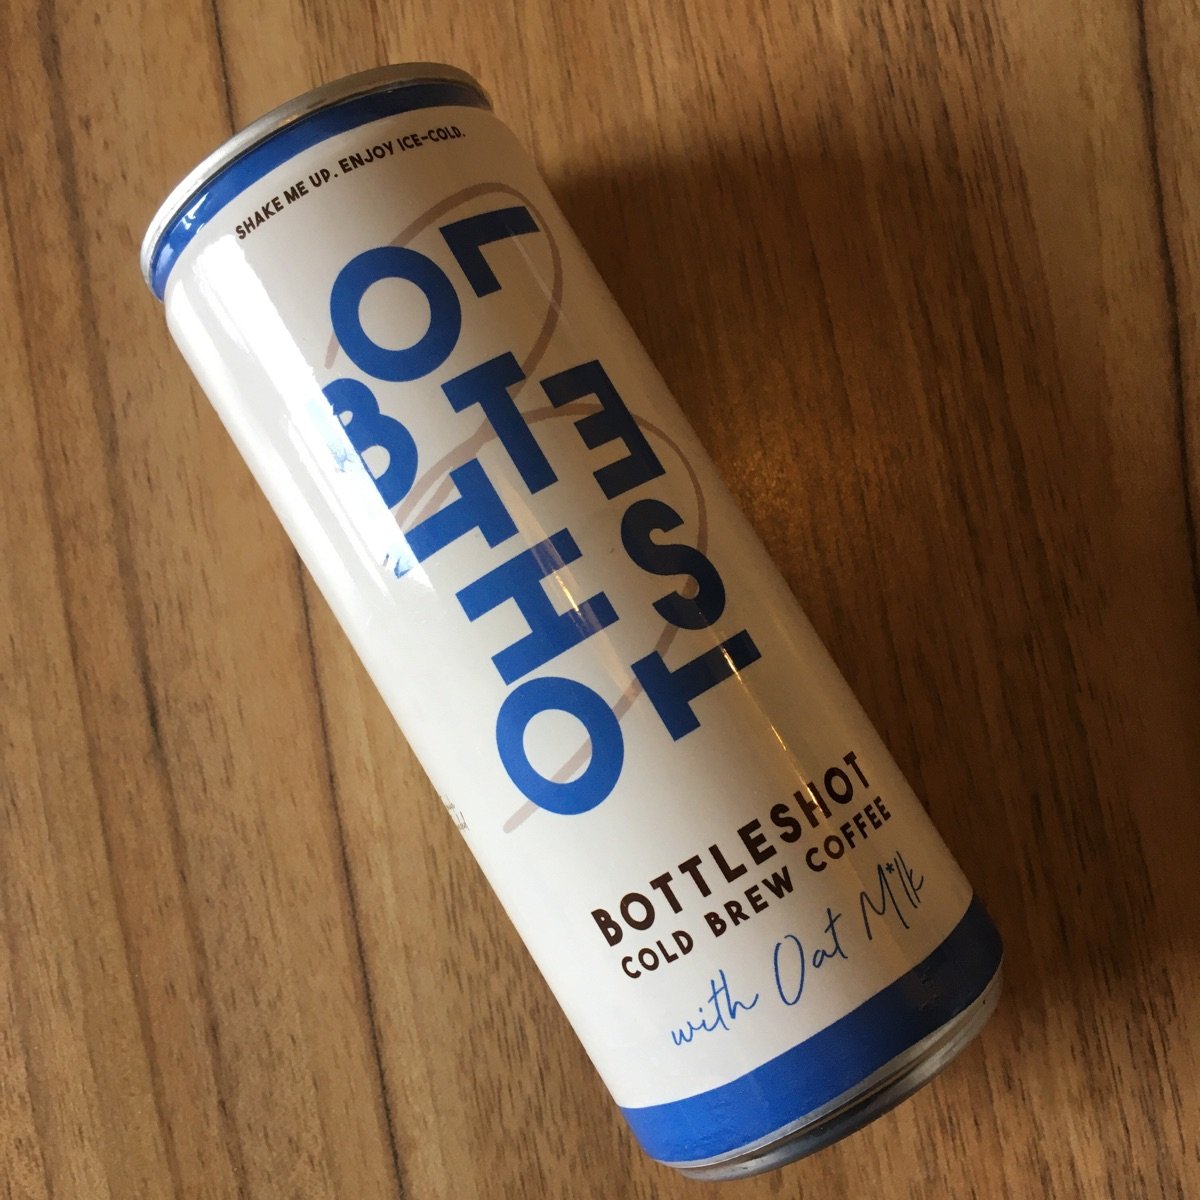 SHAKE ME UP. ENJOY ICE-COLD.
BOTTLESHOT
BOTTLESHOT
COLD BREW COFFEE
with Oat M*lk